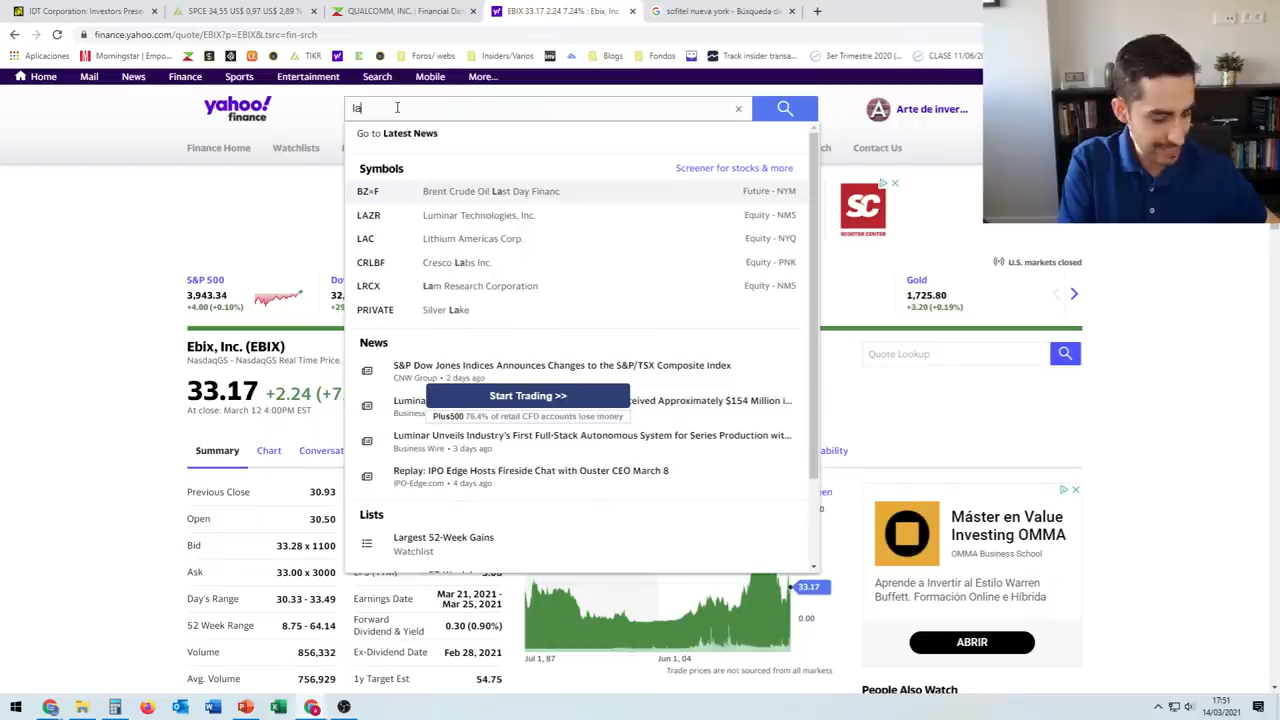 IDT Corporation: Investors Prese
SPCE 34,55 USD +2,89% - Virgin
QUALCOMM, INC. : Financial Da
EBIX 33.17 2.24 7.24% : Ebix, Inc.
sofitel nueva york - Búsqueda de
finance.yahoo.com/quote/EBIX?p=EBIX&.tsrc=fin-srch
Aplicaciones
Morningstar | Empo...
TIKR
Foros/ webs
Insiders/Varios
Blogs
Fondos
Track insider transa...
3er Trimestre 2020 (...
CLASE 11/06/
Home
Mail
News
Finance
Sports
Entertainment
Search
Mobile
More...
yahoo!
finance
la
Arte de inver...
Go to Latest News
Finance Home
Watchlists
Contact Us
Symbols
Screener for stocks & more
BZ=F Brent Crude Oil Last Day Financ Future - NYM
LAZR Luminar Technologies, Inc. Equity - NMS
LAC Lithium Americas Corp. Equity - NYQ
CRLBF Cresco Labs Inc. Equity - PNK
LRCX Lam Research Corporation Equity - NMS
PRIVATE Silver Lake
SC
SCOOTER CENTER
U.S. markets closed
S&P 500
3,943.34
+4.00 (+0.10%)
Gold
1,725.80
+3.20 (+0.19%)
News
S&P Dow Jones Indices Announces Changes to the S&P/TSX Composite Index
CNW Group • 2 days ago
Start Trading >>
Plus500 76.4% of retail CFD accounts lose money
Lumina
eceived Approximately $154 Million i...
Business
Luminar Unveils Industry's First Full-Stack Autonomous System for Series Production wit...
Business Wire • 3 days ago
Replay: IPO Edge Hosts Fireside Chat with Ouster CEO March 8
IPO-Edge.com • 4 days ago
Lists
Largest 52-Week Gains
Watchlist
Ebix, Inc. (EBIX)
NasdaqGS - NasdaqGS Real Time Price.
33.17 +2.24 (+7.
At close: March 12 4:00PM EST
Quote Lookup
Summary
Chart
Conversat
ability
Previous Close 30.93
Open 30.50
Bid 33.28 x 1100
Ask 33.00 x 3000
Day's Range 30.33 - 33.49
52 Week Range 8.75 - 64.14
Volume 856,332
Avg. Volume 756,929
Earnings Date Mar 21, 2021 - Mar 25, 2021
Forward Dividend & Yield 0.30 (0.90%)
Ex-Dividend Date Feb 28, 2021
1y Target Est 54.75
33.17
0.00
Jul 1, 87
Jun 1, 04
Trade prices are not sourced from all markets
Máster en Value
Investing OMMA
OMMA Business School
Aprende a Invertir al Estilo Warren
Buffett. Formación Online e Híbrida
ABRIR
People Also Watch
17:51
14/03/2021